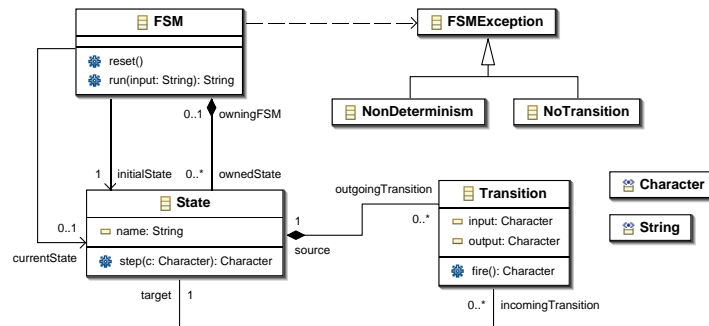 FSM
reset()
run(input: String): String
FSMException
NonDeterminism
NoTransition
0..1
owningFSM
1
initialState
0..*
ownedState
0..1
currentState
State
name: String
step(c: Character): Character
1
source
outgoingTransition
0..*
Transition
input: Character
output: Character
fire(): Character
Character
String
target
1
0..*
incomingTransition